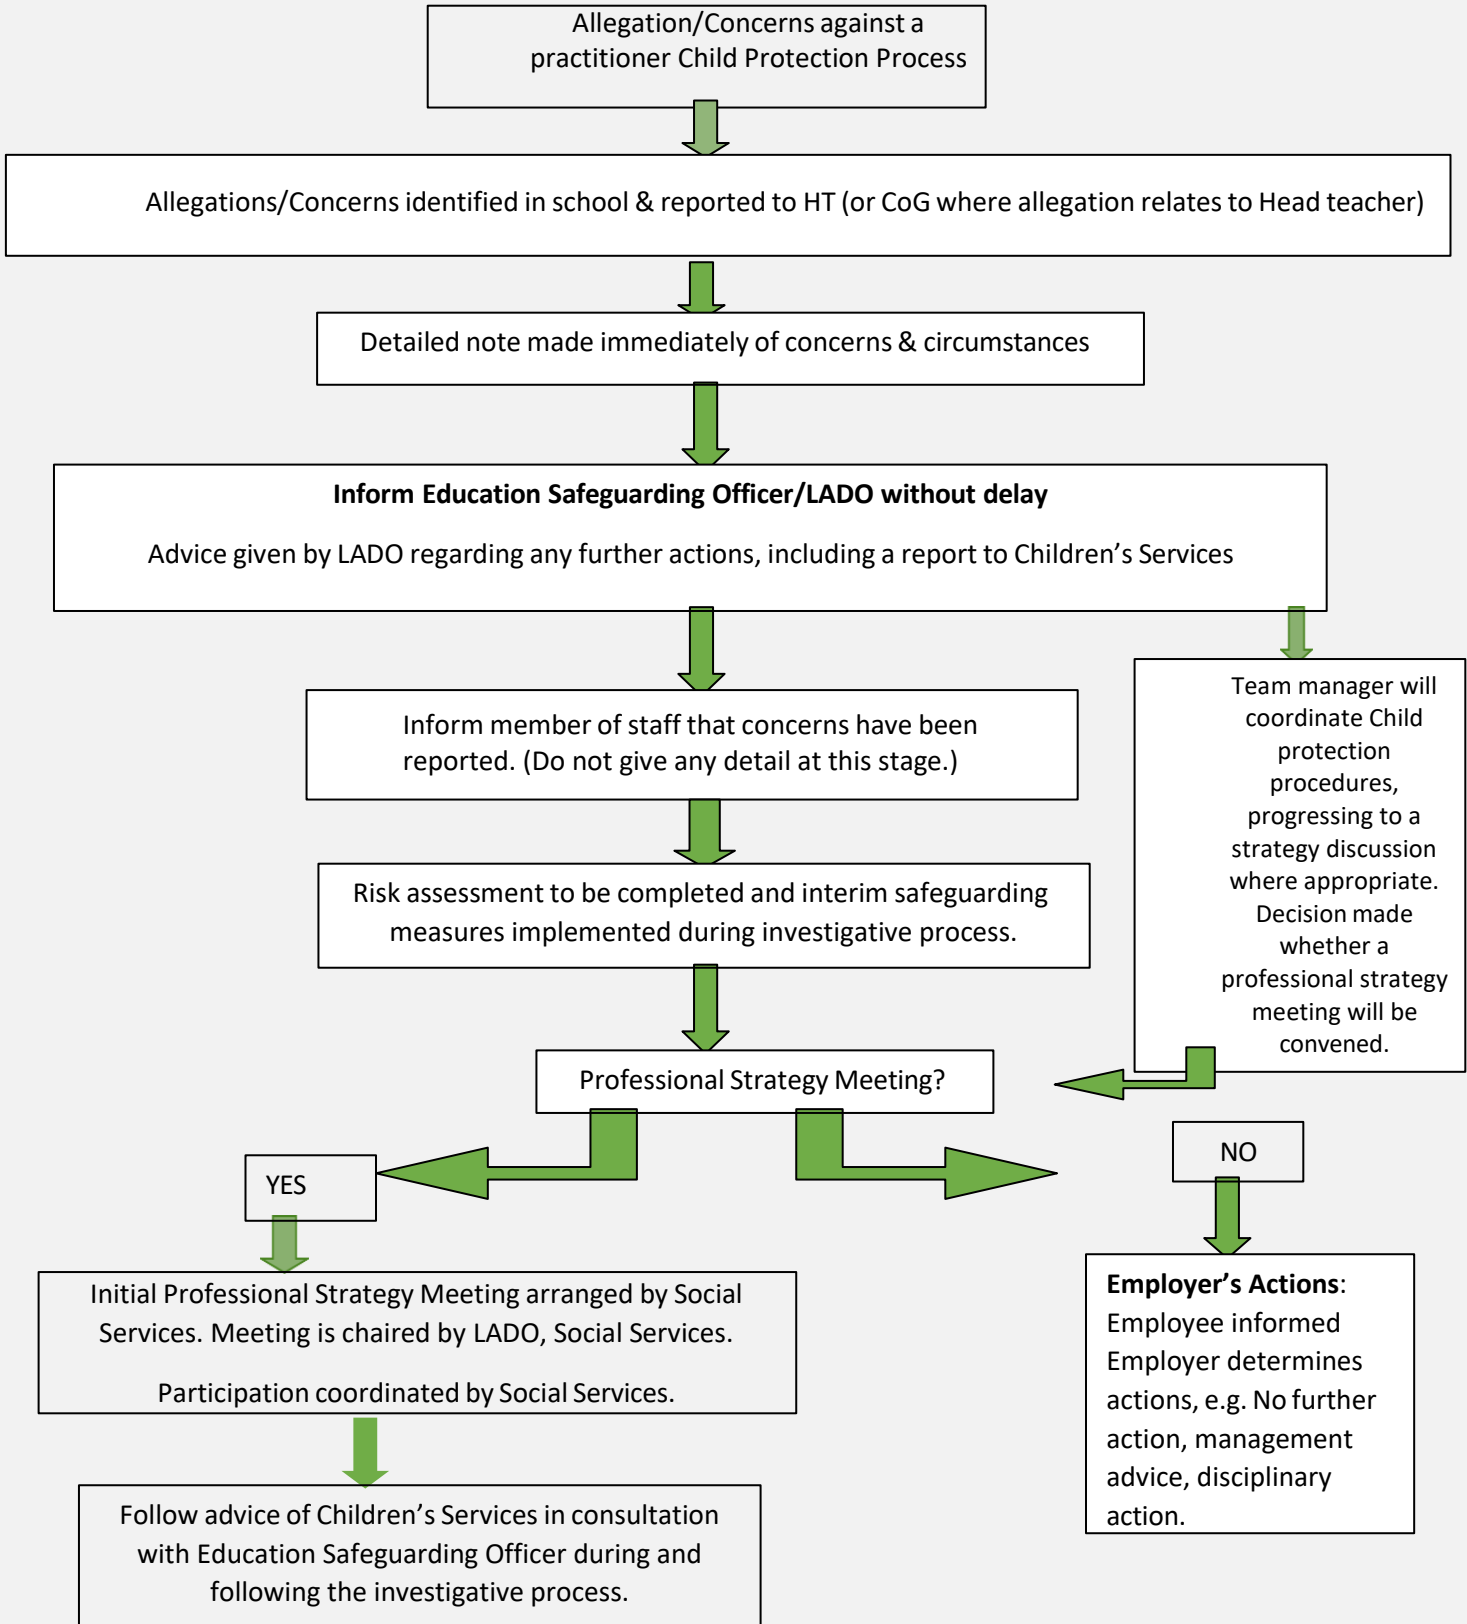 Allegation/Concerns against a
practitioner Child Protection Process
Allegations/Concerns identified in school & reported to HT (or CoG where allegation relates to Head teacher)
Detailed note made immediately of concerns & circumstances
Inform Education Safeguarding Officer/LADO without delay
Advice given by LADO regarding any further actions, including a report to Children’s Services
Inform member of staff that concerns have been
reported. (Do not give any detail at this stage.)
Team manager will
coordinate Child
protection
procedures,
progressing to a
strategy discussion
where appropriate.
Decision made
whether a
professional strategy
meeting will be
convened.
Risk assessment to be completed and interim safeguarding
measures implemented during investigative process.
Professional Strategy Meeting?
YES
NO
Initial Professional Strategy Meeting arranged by Social
Services. Meeting is chaired by LADO, Social Services.
Participation coordinated by Social Services.
Employer’s Actions:
Employee informed
Employer determines
actions, e.g. No further
action, management
advice, disciplinary
action.
Follow advice of Children’s Services in consultation
with Education Safeguarding Officer during and
following the investigative process.